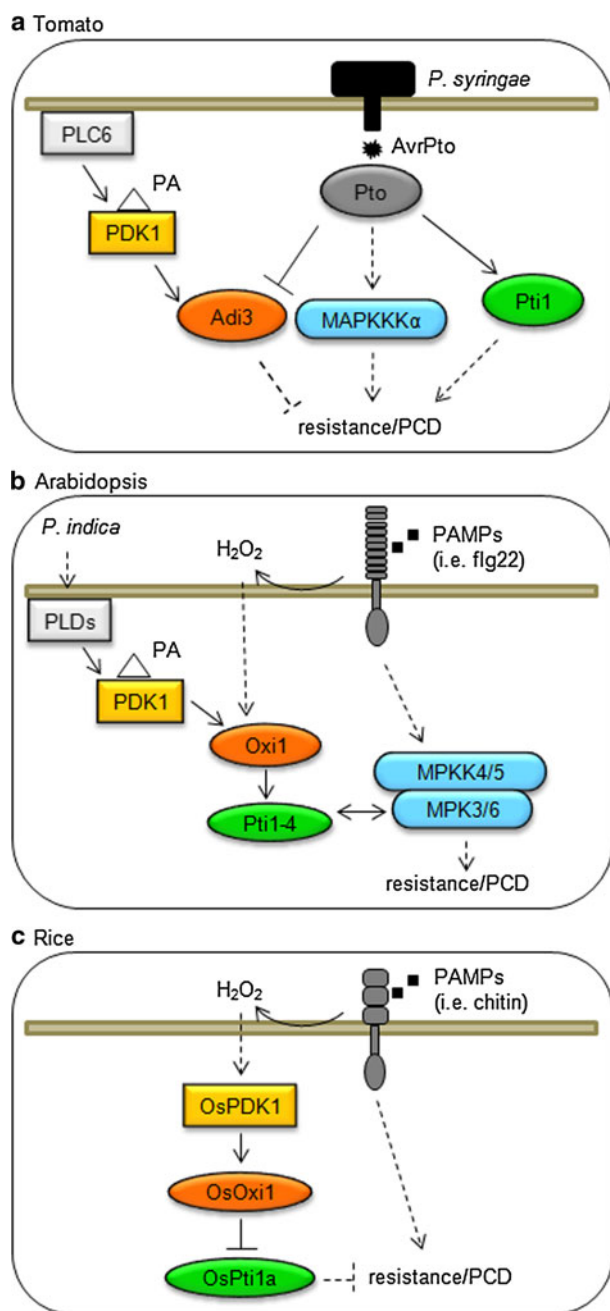 a Tomato
P. syringae
PLC6
AvrPto
PA
Pto
PDK1
Pti1
Adi3
MAPKKKα
resistance/PCD
b Arabidopsis
P. indica
H₂O₂
PAMPs
(i.e. flg22)
PLDs
PA
PDK1
Oxi1
MPKK4/5
MPK3/6
Pti1-4
resistance/PCD
c Rice
H₂O₂
PAMPs
(i.e. chitin)
OsPDK1
OsOxi1
OsPti1a
resistance/PCD